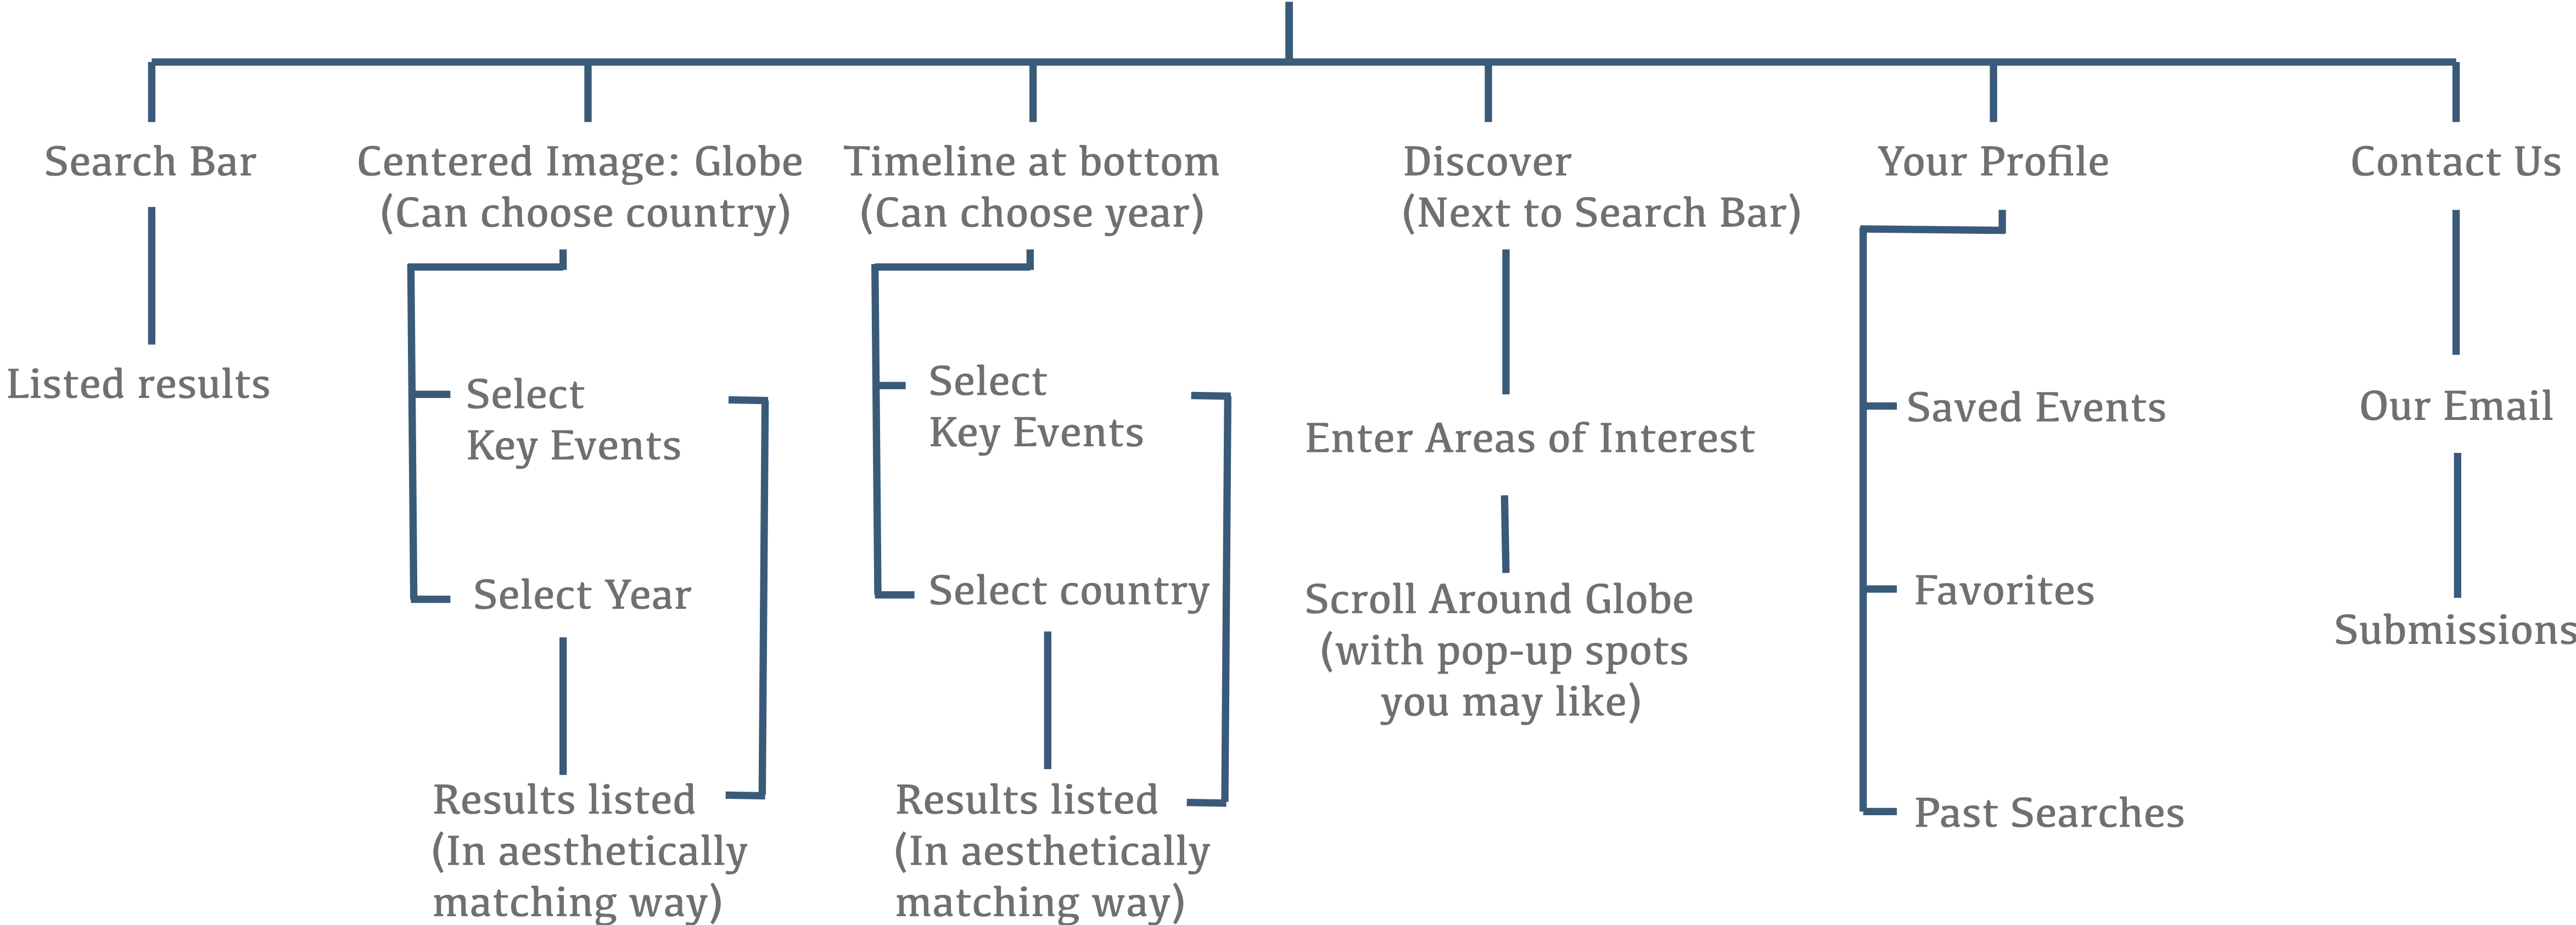 Search Bar
Listed results
Centered Image: Globe
(Can choose country)
Select
Key Events
Select Year
Results listed
(In aesthetically
matching way)
Timeline at bottom
(Can choose year)
Select
Key Events
Select country
Results listed
(In aesthetically
matching way)
Discover
(Next to Search Bar)
Enter Areas of Interest
Scroll Around Globe
(with pop-up spots
you may like)
Your Profile
Saved Events
Favorites
Past Searches
Contact Us
Our Email
Submissions